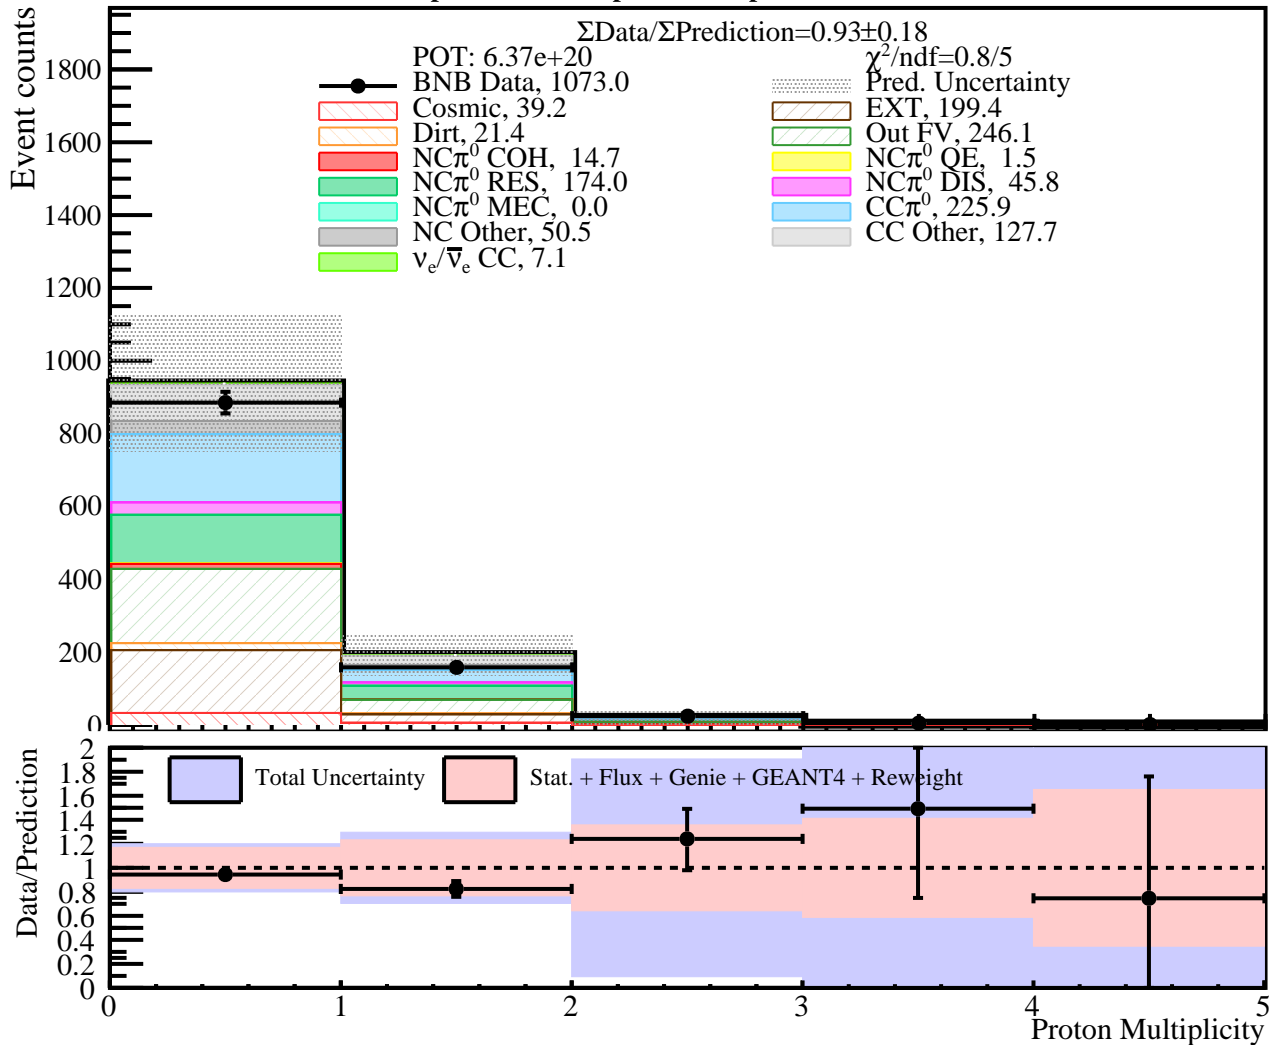 ΣData/ΣPrediction=0.93±0.18
POT: 6.37e+20
χ²/ndf=0.8/5
BNB Data, 1073.0
Pred. Uncertainty
Cosmic, 39.2
EXT, 199.4
Dirt, 21.4
Out FV, 246.1
NCπ⁰ COH, 14.7
NCπ⁰ QE, 1.5
NCπ⁰ RES, 174.0
NCπ⁰ DIS, 45.8
NCπ⁰ MEC, 0.0
CCπ⁰, 225.9
NC Other, 50.5
CC Other, 127.7
νₑ/ν̅ₑ CC, 7.1
Event counts
1800
1600
1400
1200
1000
800
600
400
200
0
Total Uncertainty
Stat. + Flux + Genie + GEANT4 + Reweight
Data/Prediction
2
1.8
1.6
1.4
1.2
1
0.8
0.6
0.4
0.2
0
0 1 2 3 4 5
Proton Multiplicity